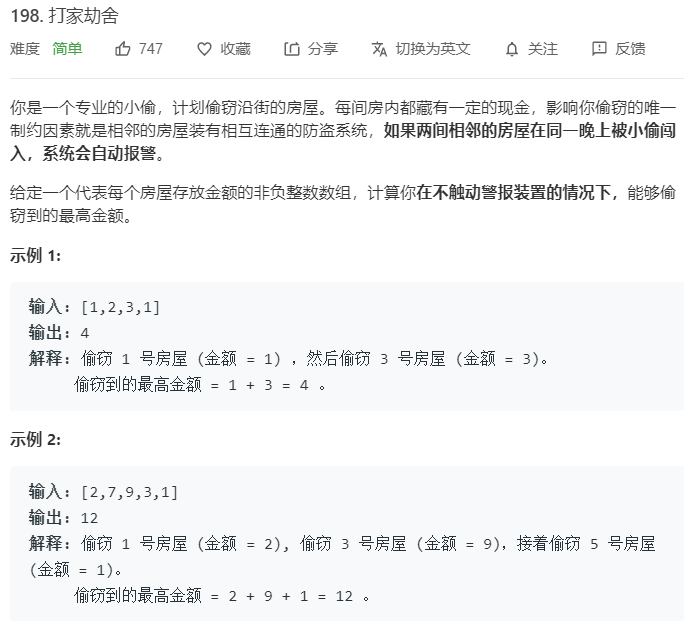 198. 打家劫舍
难度 简单 747 收藏 分享 切换为英文 关注 反馈
你是一个专业的小偷，计划偷窃沿街的房屋。每间房内都藏有一定的现金，影响你偷窃的唯一
制约因素就是相邻的房屋装有相互连通的防盗系统，如果两间相邻的房屋在同一晚上被小偷闯
入，系统会自动报警。
给定一个代表每个房屋存放金额的非负整数数组，计算你在不触动警报装置的情况下，能够偷
窃到的最高金额。
示例 1:
输入: [1,2,3,1]
输出: 4
解释: 偷窃 1 号房屋 (金额 = 1) ，然后偷窃 3 号房屋 (金额 = 3)。
偷窃到的最高金额 = 1 + 3 = 4 。
示例 2:
输入: [2,7,9,3,1]
输出: 12
解释: 偷窃 1 号房屋 (金额 = 2), 偷窃 3 号房屋 (金额 = 9)，接着偷窃 5 号房屋
(金额 = 1)。
偷窃到的最高金额 = 2 + 9 + 1 = 12 。